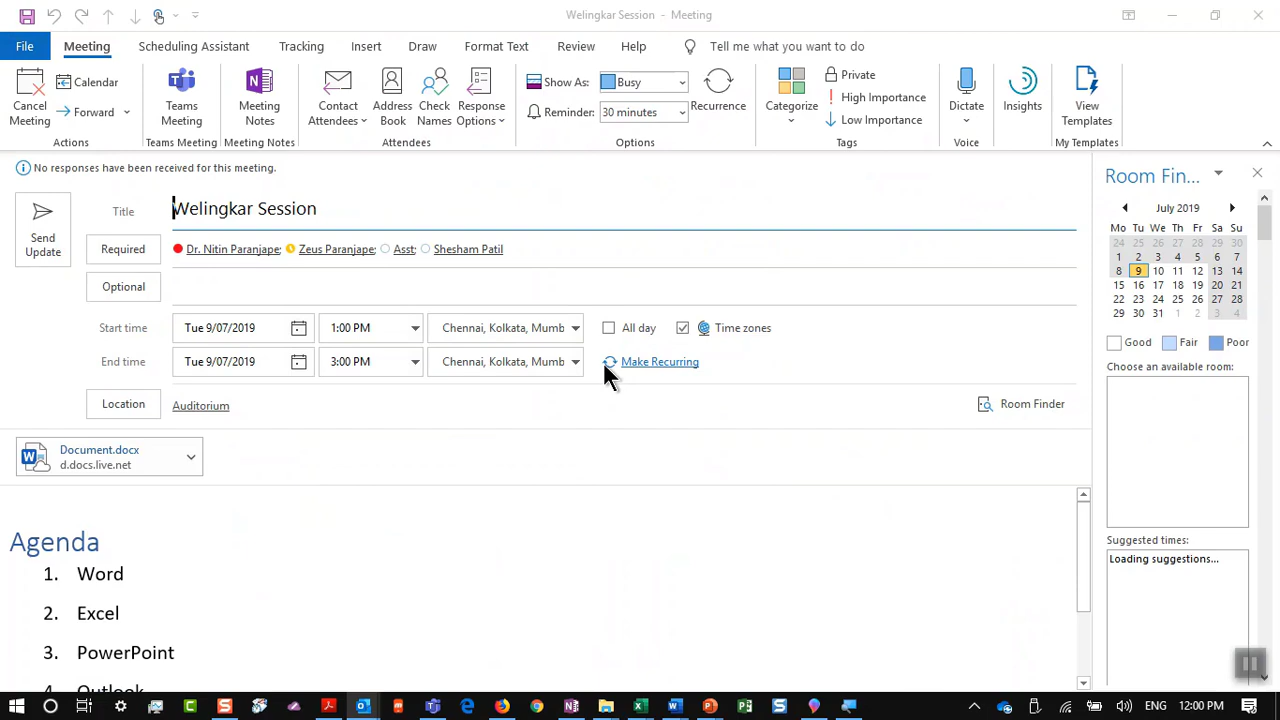 Welingkar Session - Meeting
File Meeting Scheduling Assistant Tracking Insert Draw Format Text Review Help Tell me what you want to do
Cancel Meeting
Calendar
Forward
Actions
Teams Meeting
Teams Meeting
Meeting Notes
Meeting Notes
Contact Attendees
Address Book
Check Names
Response Options
Attendees
Show As: Busy
Reminder: 30 minutes
Recurrence
Options
Categorize
Private
High Importance
Low Importance
Tags
Dictate
Voice
Insights
View Templates
My Templates
No responses have been received for this meeting.
Send Update
Title Welingkar Session
Required Dr. Nitin Paranjape; Zeus Paranjape; Asst; Shesham Patil
Optional
Start time Tue 9/07/2019 1:00 PM Chennai, Kolkata, Mumb All day Time zones
End time Tue 9/07/2019 3:00 PM Chennai, Kolkata, Mumb Make Recurring
Location Auditorium Room Finder
Document.docx
d.docs.live.net
Agenda
1. Word
2. Excel
3. PowerPoint
4. Outlook
Room Fin...
July 2019
Mo Tu We Th Fr Sa Su
24 25 26 27 28 29 30
1 2 3 4 5 6 7
8 9 10 11 12 13 14
15 16 17 18 19 20 21
22 23 24 25 26 27 28
29 30 31 1 2 3 4
Good Fair Poor
Choose an available room:
Suggested times:
Loading suggestions...
ENG 12:00 PM